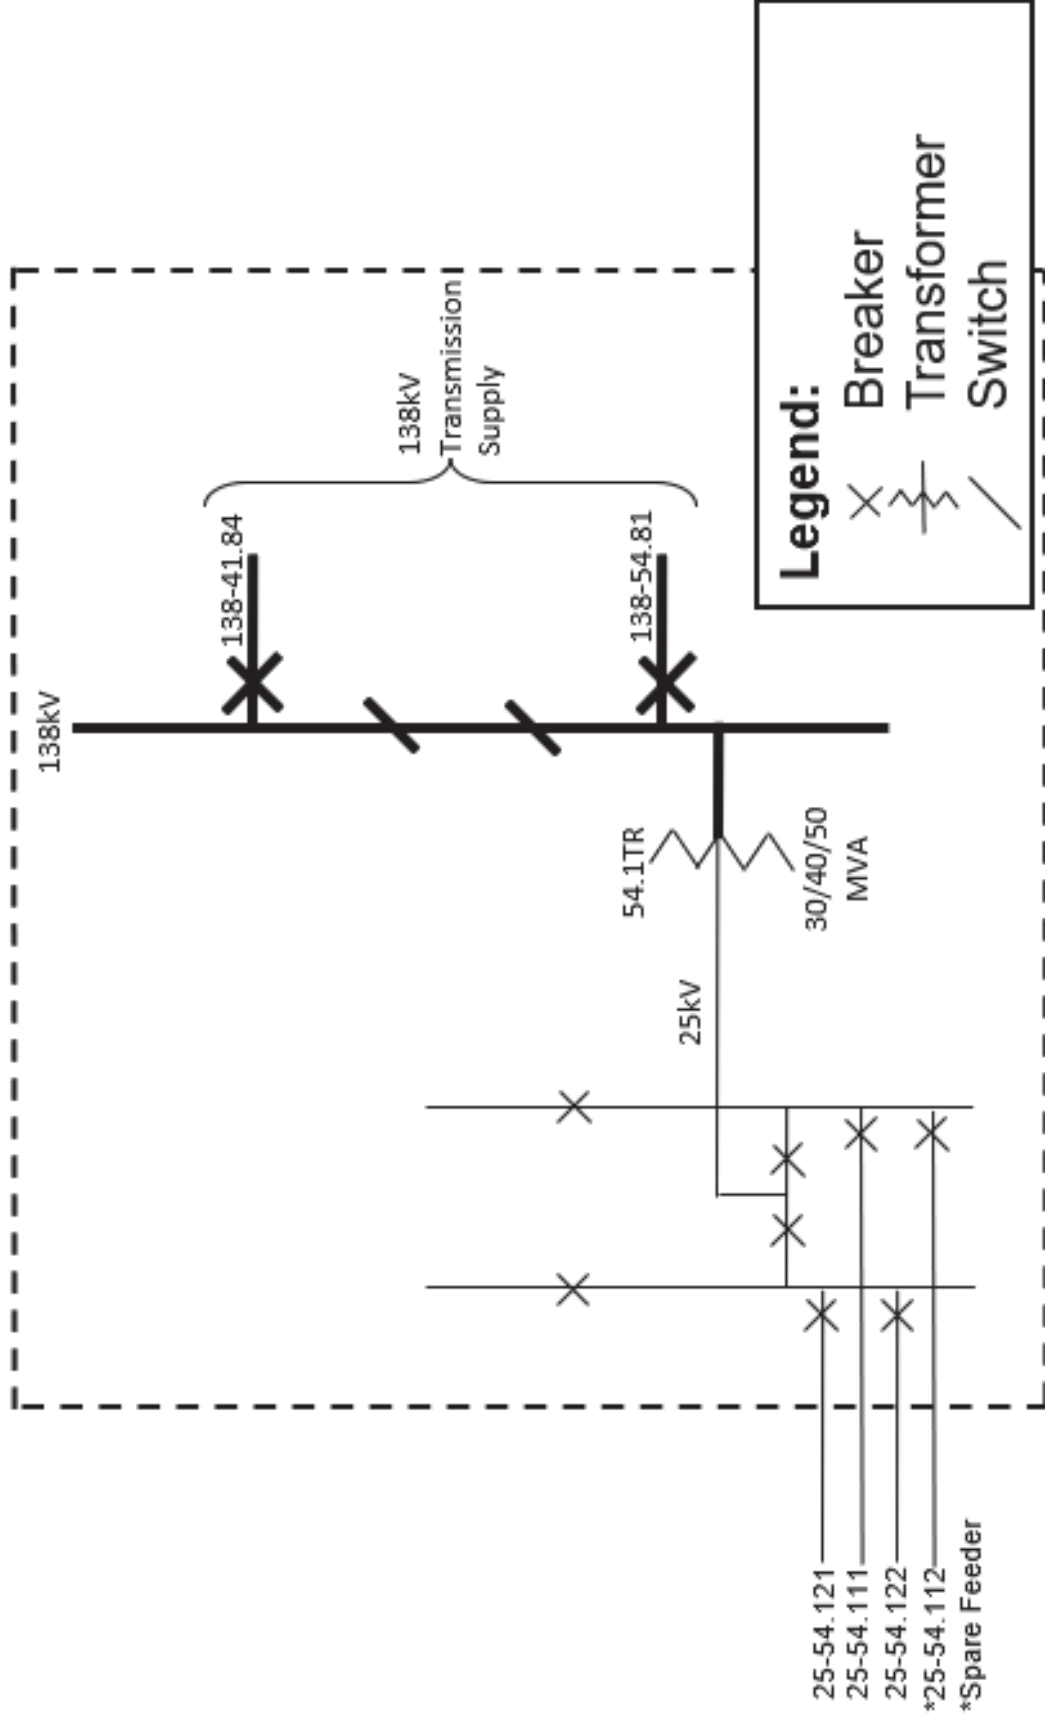 138kV
138-41.84
138-54.81
138kV
Transmission
Supply
54.1TR
30/40/50
MVA
25kV
25-54.121
25-54.111
25-54.122
*25-54.112
*Spare Feeder
Legend:
Breaker
Transformer
Switch